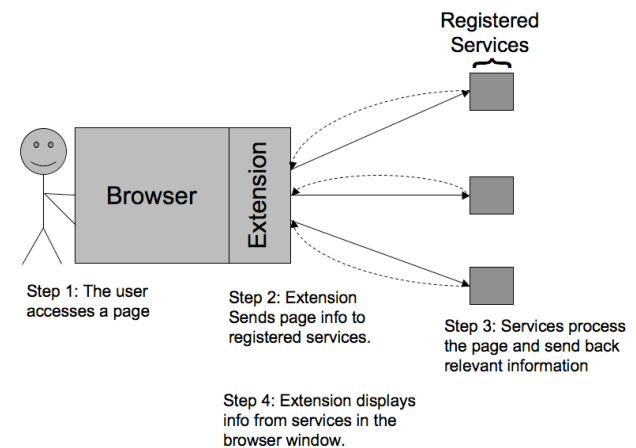 Registered
Services
Browser
Extension
Step 1: The user
accesses a page
Step 2: Extension
Sends page info to
registered services.
Step 3: Services process
the page and send back
relevant information
Step 4: Extension displays
info from services in the
browser window.